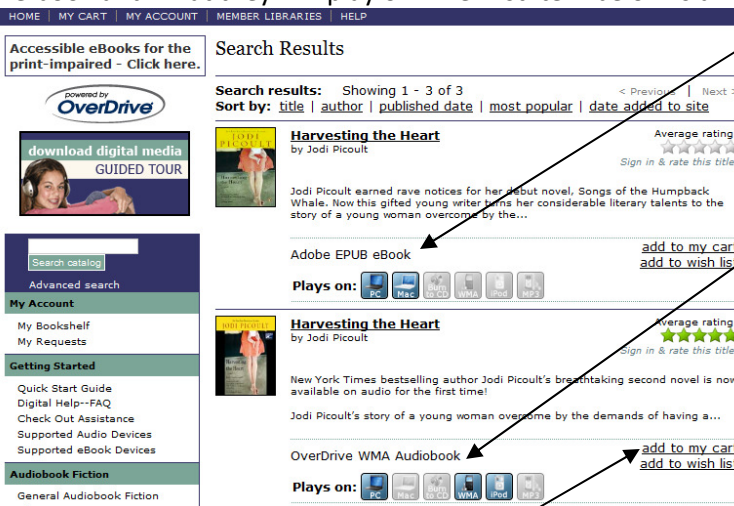 HOME | MY CART | MY ACCOUNT | MEMBER LIBRARIES | HELP
Accessible eBooks for the
print-impaired - Click here.
powered by
OverDrive
download digital media
GUIDED TOUR
Search catalog
Advanced search
My Account
My Bookshelf
My Requests
Getting Started
Quick Start Guide
Digital Help--FAQ
Check Out Assistance
Supported Audio Devices
Supported eBook Devices
Audiobook Fiction
General Audiobook Fiction
Search Results
Search results: Showing 1 - 3 of 3
< Previous | Next >
Sort by: title | author | published date | most popular | date added to site
JODI
PICOULT
Harvesting the Heart
by Jodi Picoult
Average rating
Sign in & rate this title
Jodi Picoult earned rave notices for her debut novel, Songs of the Humpback
Whale. Now this gifted young writer turns her considerable literary talents to the
story of a young woman overcome by the...
Adobe EPUB eBook
add to my cart
add to wish list
Plays on: PC Mac Burn to CD WMA iPod MP3
JODI PICOULT
Harvesting the Heart
by Jodi Picoult
Average rating
Sign in & rate this title
New York Times bestselling author Jodi Picoult's breathtaking second novel is now
available on audio for the first time!
Jodi Picoult's story of a young woman overcome by the demands of having a...
OverDrive WMA Audiobook
add to my cart
add to wish list
Plays on: PC Mac Burn to CD WMA iPod MP3